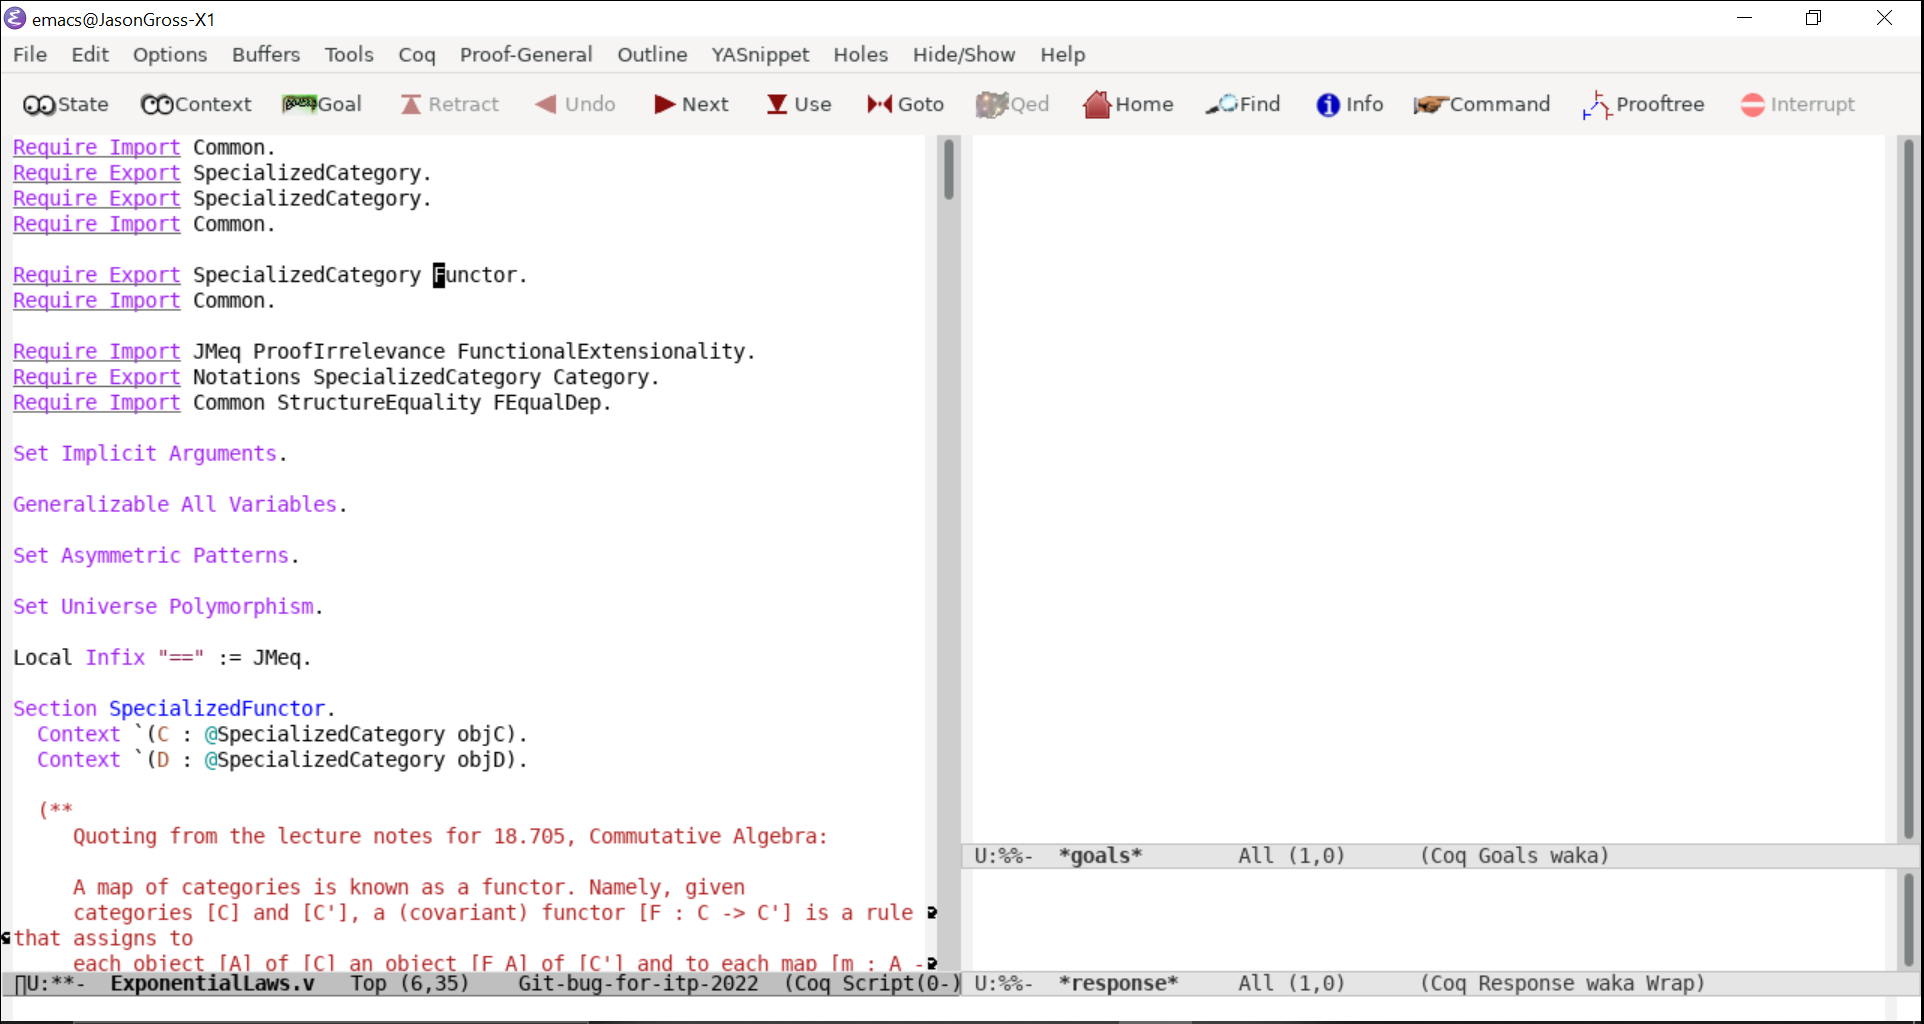 emacs@JasonGross-X1
File Edit Options Buffers Tools Coq Proof-General Outline YASnippet Holes Hide/Show Help
State Context Goal Retract Undo Next Use Goto Qed Home Find Info Command Prooftree Interrupt
Require Import Common.
Require Export SpecializedCategory.
Require Export SpecializedCategory.
Require Import Common.
Require Export SpecializedCategory Functor.
Require Import Common.
Require Import JMeq ProofIrrelevance FunctionalExtensionality.
Require Export Notations SpecializedCategory Category.
Require Import Common StructureEquality FEqualDep.
Set Implicit Arguments.
Generalizable All Variables.
Set Asymmetric Patterns.
Set Universe Polymorphism.
Local Infix "==" := JMeq.
Section SpecializedFunctor.
Context `(C : @SpecializedCategory objC).
Context `(D : @SpecializedCategory objD).
(**
Quoting from the lecture notes for 18.705, Commutative Algebra:
A map of categories is known as a functor. Namely, given
categories [C] and [C'], a (covariant) functor [F : C -> C'] is a rule
that assigns to
each object [A] of [C] an object [F A] of [C'] and to each map [m : A -
U:**- ExponentialLaws.v Top (6,35) Git-bug-for-itp-2022 (Coq Script(0-)
U:%%- *goals* All (1,0) (Coq Goals waka)
U:%%- *response* All (1,0) (Coq Response waka Wrap)